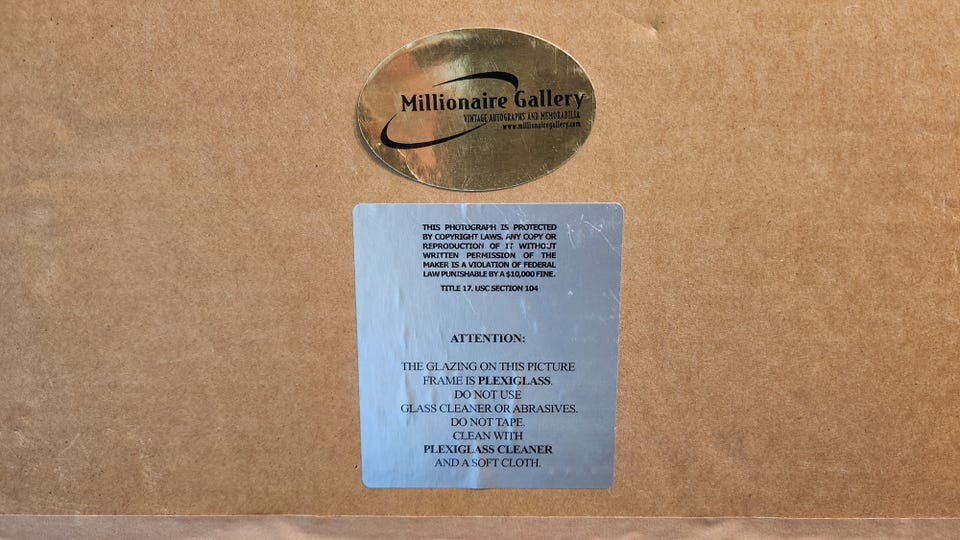 Millionaire Gallery
VINTAGE AUTOGRAPHS AND MEMORABILIA
www.millionairegallery.com
THIS PHOTOGRAPH IS PROTECTED
BY COPYRIGHT LAWS. ANY COPY OR
REPRODUCTION OF IT WITHOUT
WRITTEN PERMISSION OF THE
MAKER IS A VIOLATION OF FEDERAL
LAW PUNISHABLE BY A $10,000 FINE.
TITLE 17, USC SECTION 104
ATTENTION:
THE GLAZING ON THIS PICTURE
FRAME IS PLEXIGLASS.
DO NOT USE
GLASS CLEANER OR ABRASIVES.
DO NOT TAPE.
CLEAN WITH
PLEXIGLASS CLEANER
AND A SOFT CLOTH.